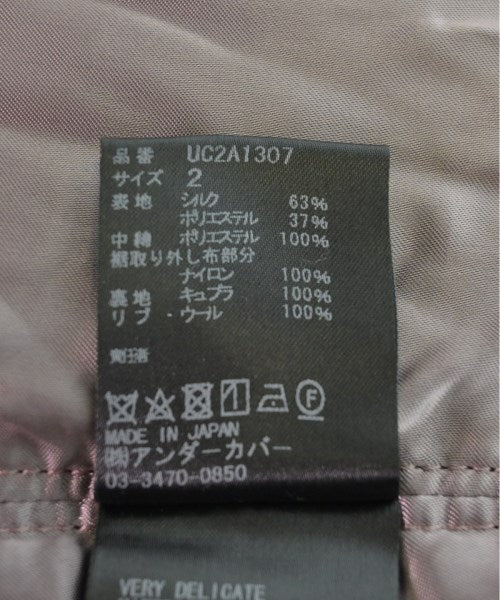 品番 UC2A1307
サイズ 2
表地 シルク 63%
ポリエステル 37%
中綿 ポリエステル 100%
裾取り外し布部分
ナイロン 100%
裏地 キュプラ 100%
リブ・ウール 100%
F
MADE IN JAPAN
㈱アンダーカバー
03-3470-0850
VERY DELICATE